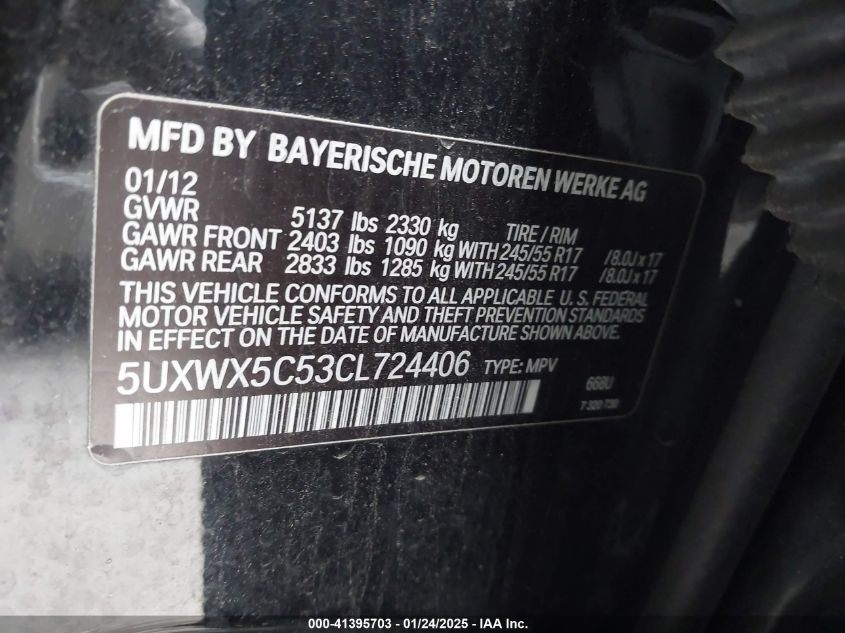 MFD BY BAYERISCHE MOTOREN WERKE AG
01/12
GVWR 5137 lbs 2330 kg TIRE / RIM
GAWR FRONT 2403 lbs 1090 kg WITH 245/55 R17 /8.0J x 17
GAWR REAR 2833 lbs 1285 kg WITH 245/55 R17 /8.0J x 17
THIS VEHICLE CONFORMS TO ALL APPLICABLE U.S. FEDERAL
MOTOR VEHICLE SAFETY AND THEFT PREVENTION STANDARDS
IN EFFECT ON THE DATE OF MANUFACTURE SHOWN ABOVE.
5UXWX5C53CL724406 TYPE: MPV
7 320
000-41395703 - 01/24/2025 - IAA Inc.